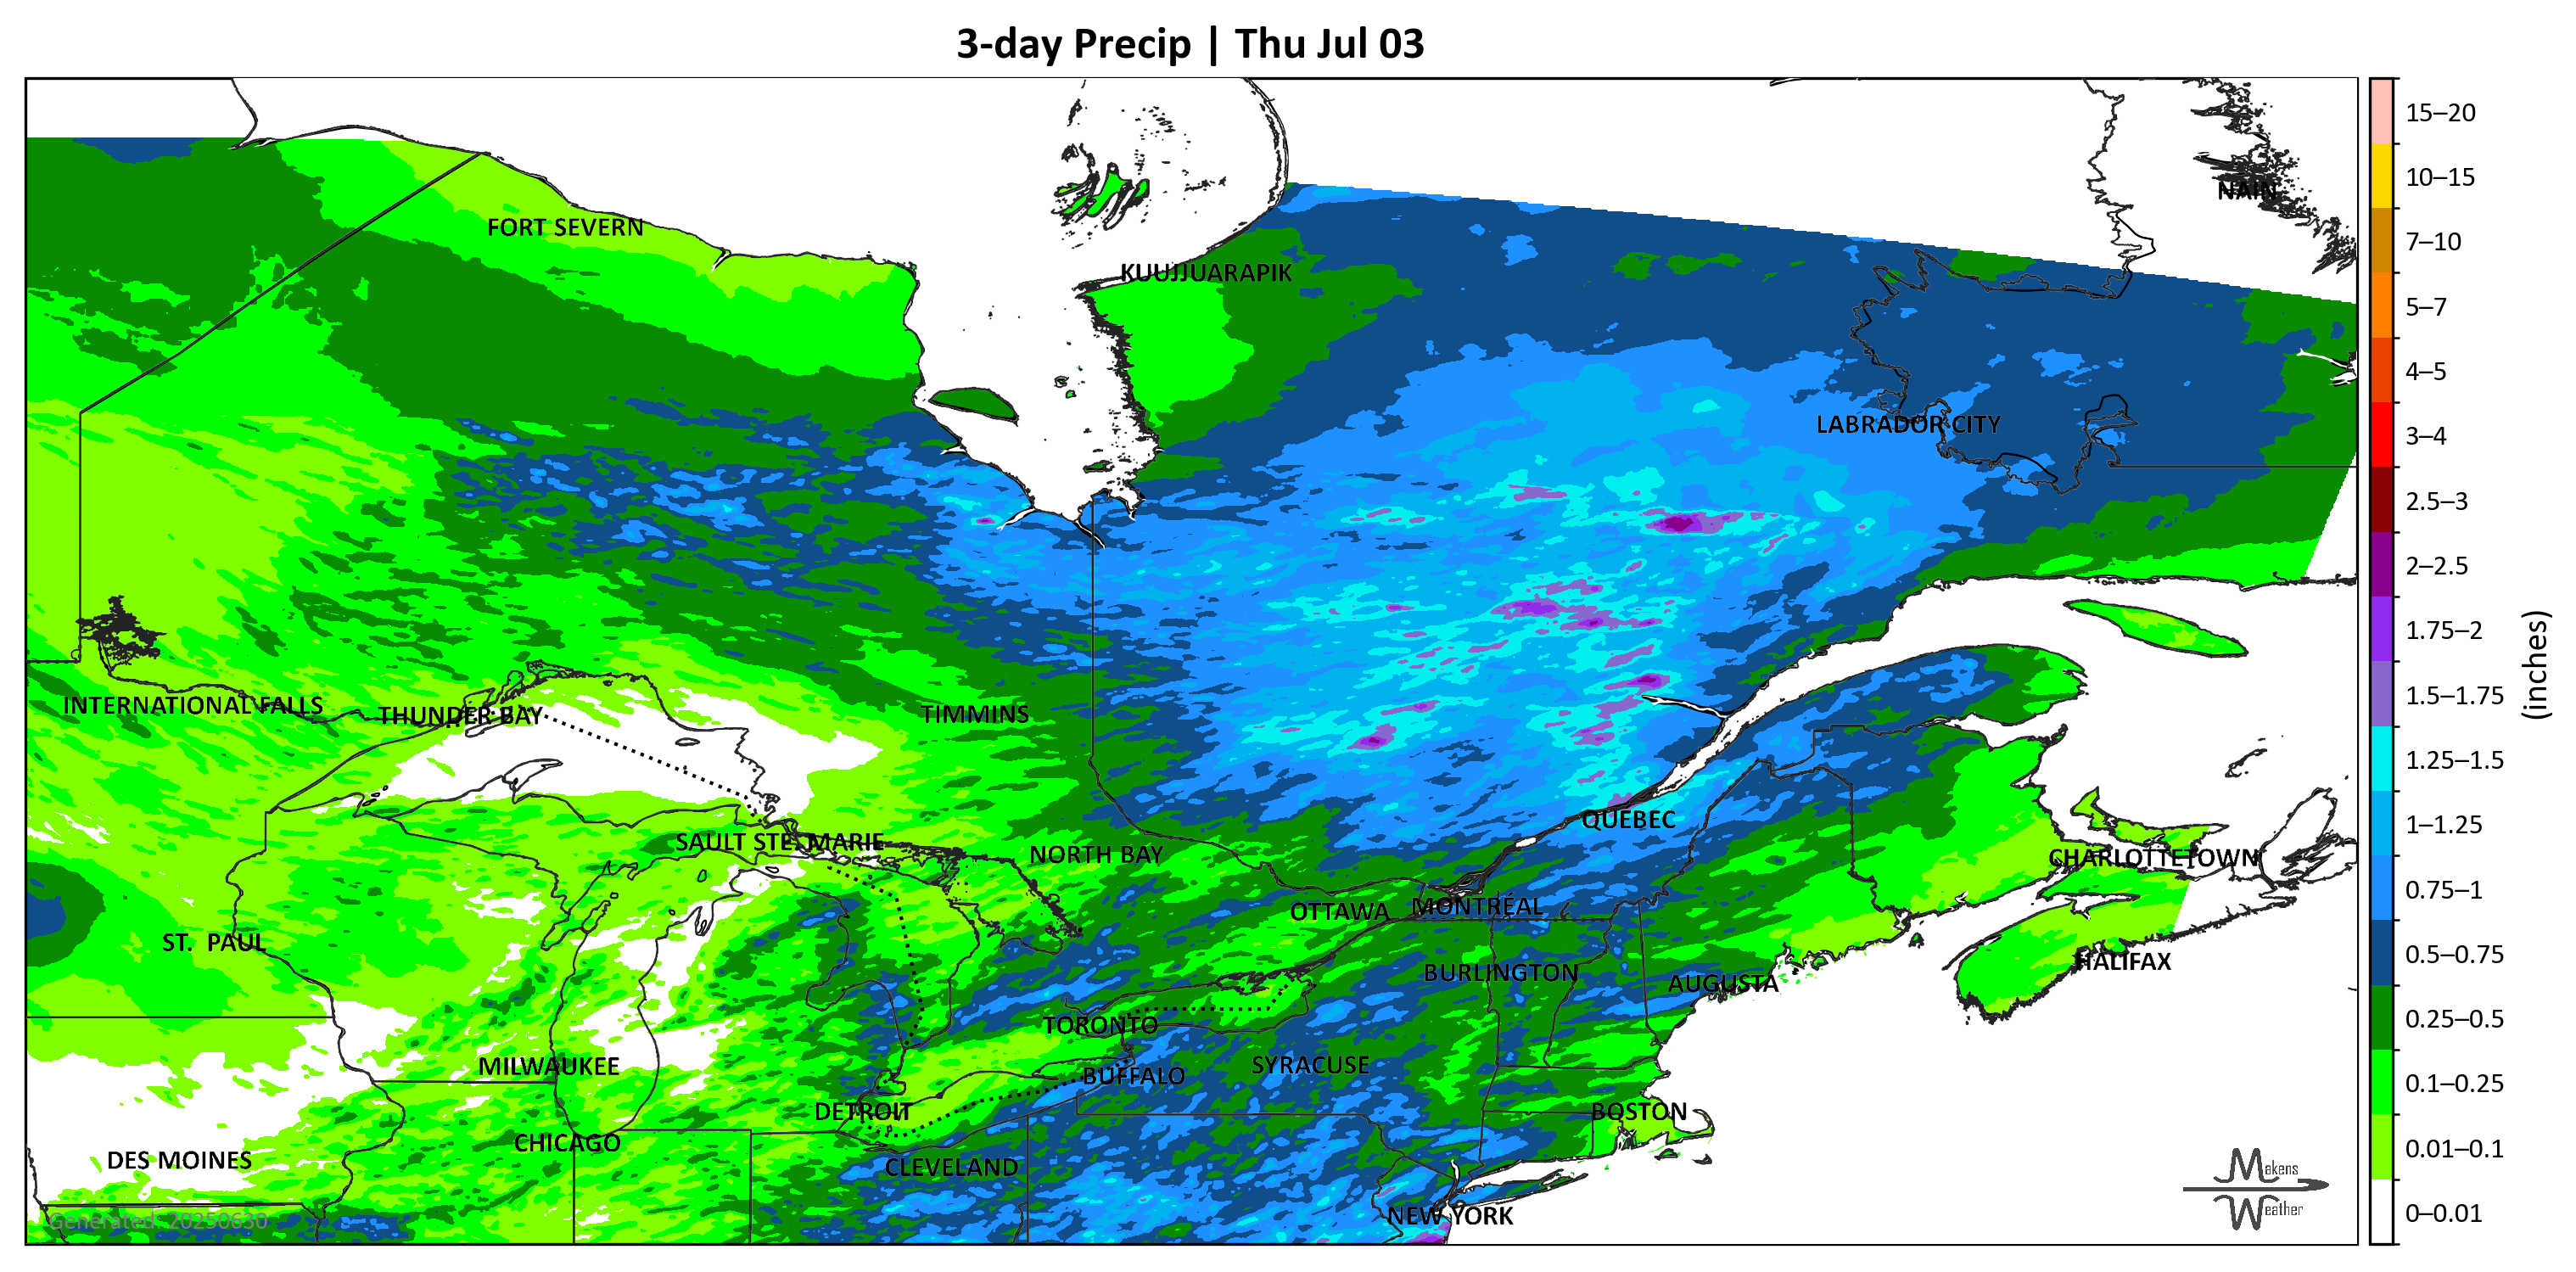 3-day Precip | Thu Jul 03
NAIN
FORT SEVERN
KUUJJUARAPIK
LABRADOR CITY
INTERNATIONAL FALLS
THUNDER BAY
TIMMINS
QUEBEC
SAULT STE. MARIE
NORTH BAY
CHARLOTTETOWN
OTTAWA
MONTRÉAL
ST. PAUL
HALIFAX
BURLINGTON
AUGUSTA
TORONTO
MILWAUKEE
SYRACUSE
BUFFALO
DETROIT
BOSTON
CHICAGO
DES MOINES
CLEVELAND
NEW YORK
Generated: 20250630
Makens
Weather
15–20
10–15
7–10
5–7
4–5
3–4
2.5–3
2–2.5
1.75–2
1.5–1.75
1.25–1.5
1–1.25
0.75–1
0.5–0.75
0.25–0.5
0.1–0.25
0.01–0.1
0–0.01
(inches)